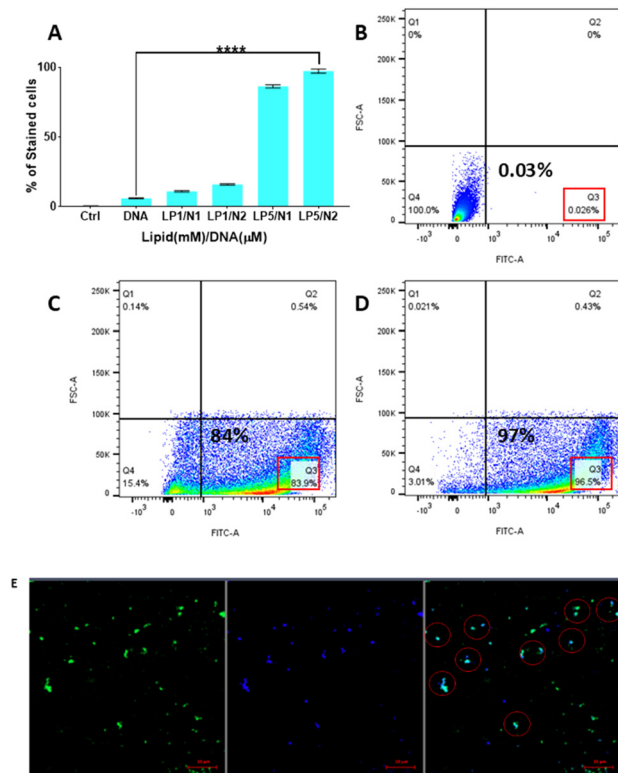 A
****
% of Stained cells
100
50
0
Ctrl DNA LP1/N1 LP1/N2 LP5/N1 LP5/N2
Lipid(mM)/DNA(μM)
B
Q1
0%
Q2
0%
250K
200K
150K
100K
50K
0
FSC-A
0.03%
Q4
100.0%
Q3
0.026%
-10³ 0 10³ 10⁴ 10⁵
FITC-A
C
Q1
0.14%
Q2
0.54%
250K
200K
150K
100K
50K
0
FSC-A
84%
Q4
15.4%
Q3
83.9%
-10³ 0 10³ 10⁴ 10⁵
FITC-A
D
Q1
0.021%
Q2
0.43%
250K
200K
150K
100K
50K
0
FSC-A
97%
Q4
3.01%
Q3
96.5%
-10³ 0 10³ 10⁴ 10⁵
FITC-A
E